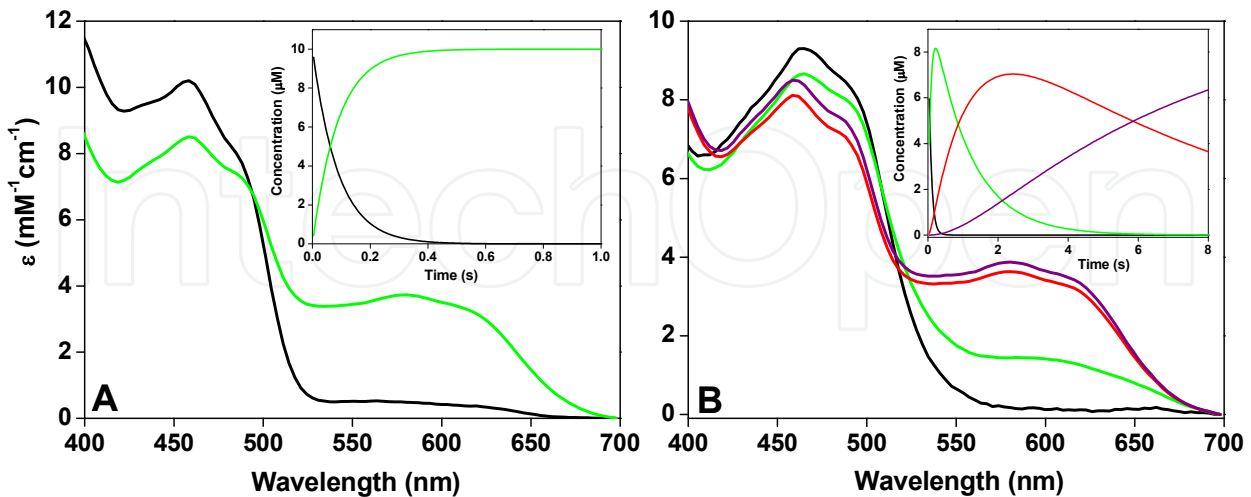 12
10
8
6
4
2
0
ε (mM⁻¹cm⁻¹)
400 450 500 550 600 650 700
Wavelength (nm)
A
12
10
8
6
4
2
0
Concentration (μM)
0.0 0.2 0.4 0.6 0.8 1.0
Time (s)
10
8
6
4
2
0
400 450 500 550 600 650 700
Wavelength (nm)
B
10
8
6
4
2
0
Concentration (μM)
0 2 4 6 8
Time (s)
IntechOpen